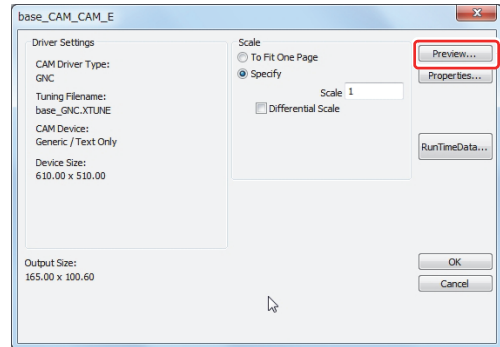 base_CAM_CAM_E
Driver Settings
CAM Driver Type:
GNC
Tuning Filename:
base_GNC.XTUNE
CAM Device:
Generic / Text Only
Device Size:
610.00 x 510.00
Output Size:
165.00 x 100.60
Scale
To Fit One Page
Specify
Scale 1
Differential Scale
Preview...
Properties...
RunTimeData...
OK
Cancel